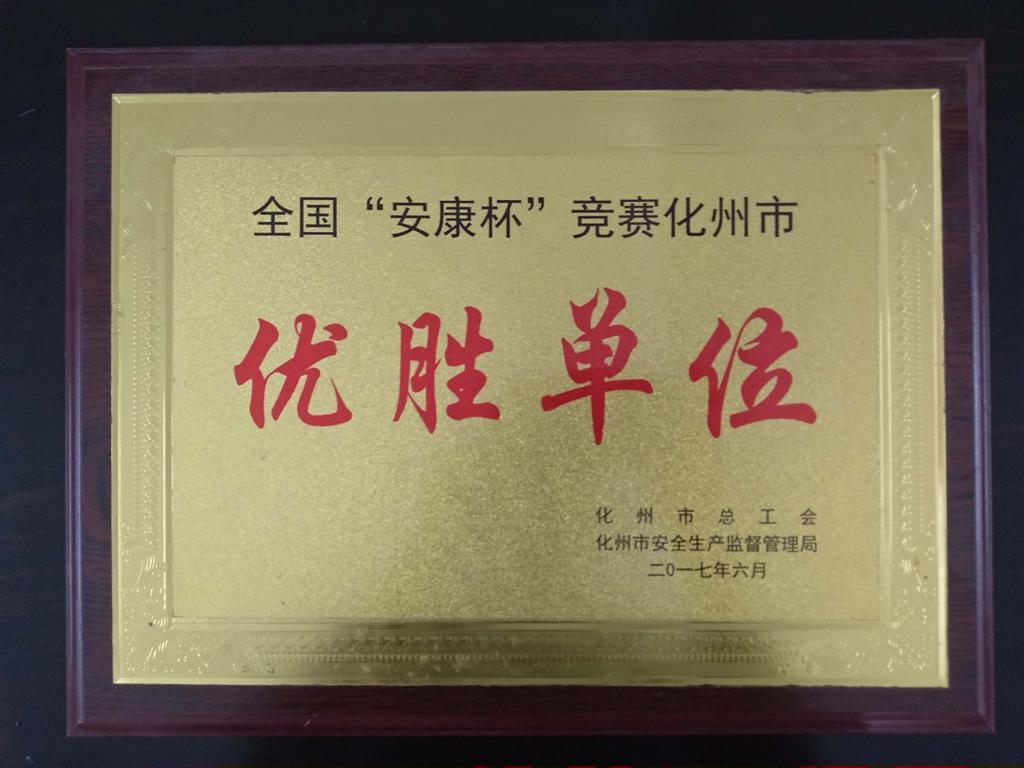 全国“安康杯”竞赛化州市
优胜单位
化州市总工会
化州市安全生产监督管理局
二0一七年六月